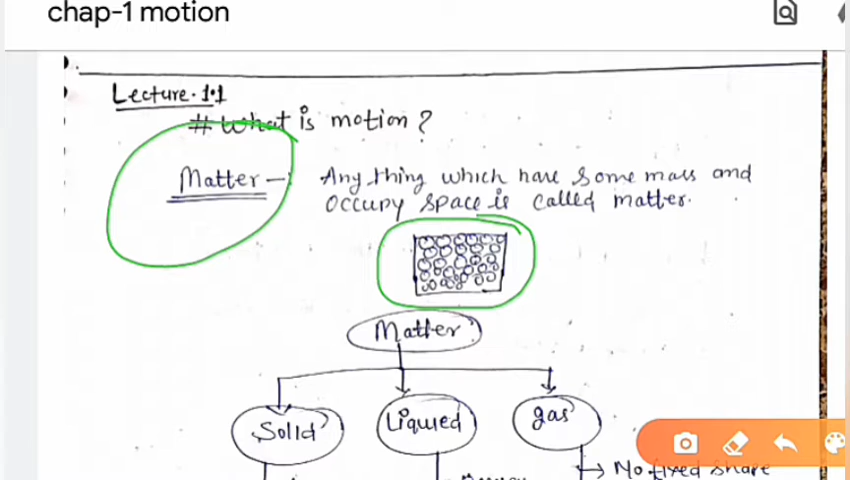 chap-1 motion
Lecture. 1.1
# What is motion?
Matter - Any thing which have some mass and
occupy space is called matter.
Matter
Solid Liquied gas
No fixed share